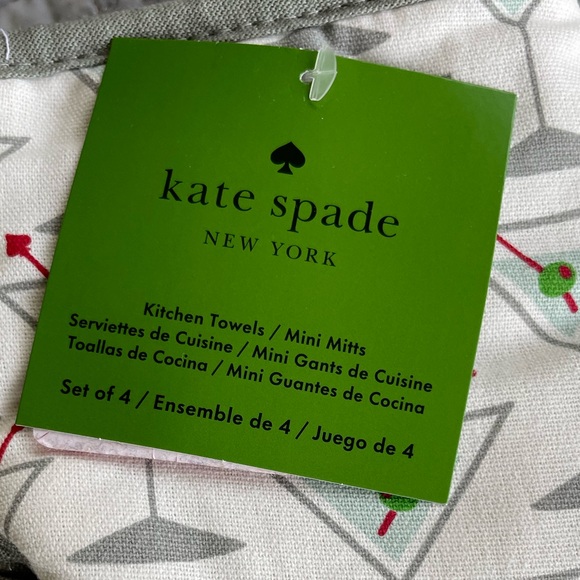 kate spade
NEW YORK
Kitchen Towels / Mini Mitts
Serviettes de Cuisine / Mini Gants de Cuisine
Toallas de Cocina / Mini Guantes de Cocina
Set of 4 / Ensemble de 4 / Juego de 4